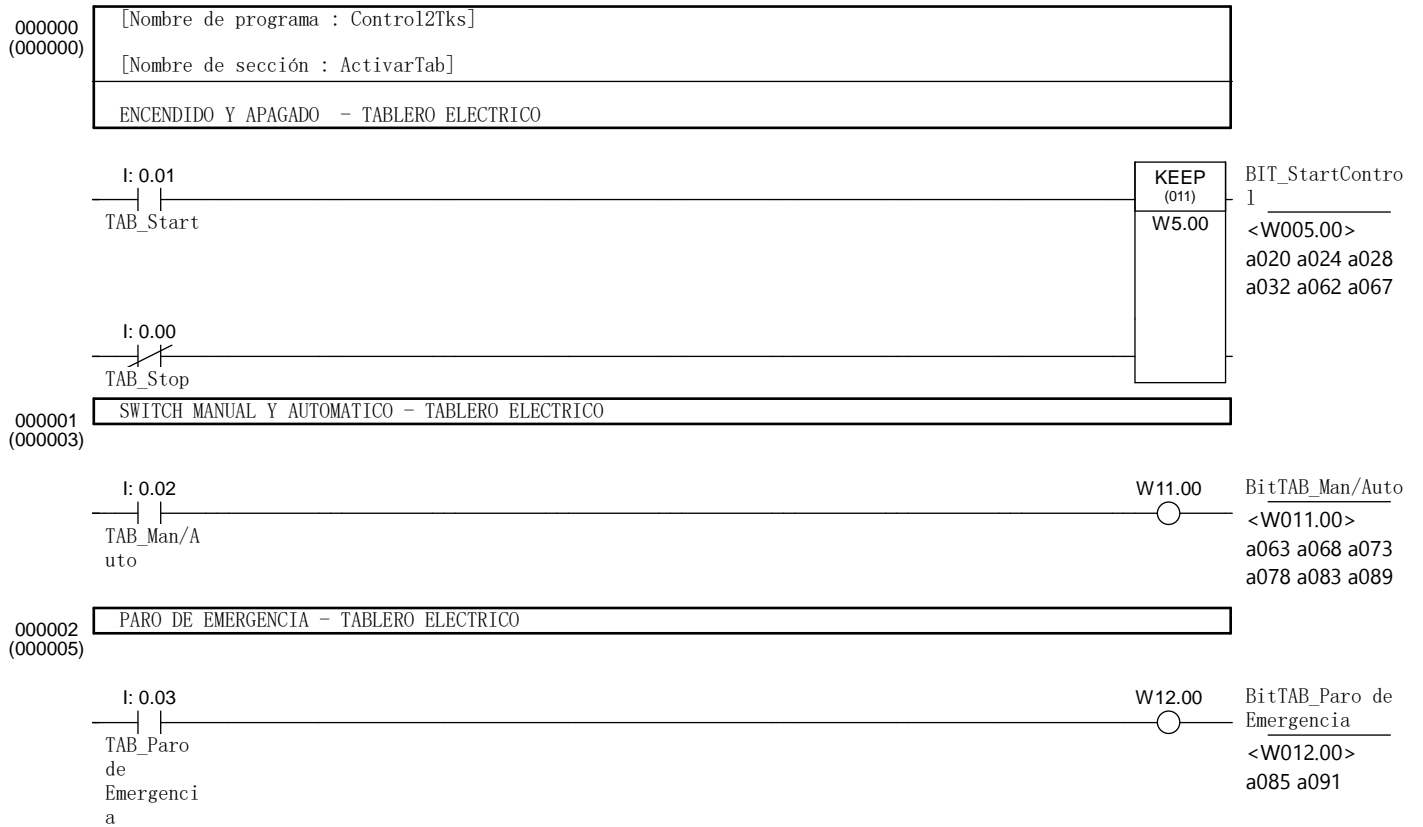 000000
(000000)
[Nombre de programa : Control2Tks]
[Nombre de sección : ActivarTab]
ENCENDIDO Y APAGADO - TABLERO ELECTRICO
I: 0.01
TAB_Start
KEEP
(011)
W5.00
BIT_StartContro
l
<W005.00>
a020 a024 a028
a032 a062 a067
I: 0.00
TAB_Stop
000001
(000003)
SWITCH MANUAL Y AUTOMATICO - TABLERO ELECTRICO
I: 0.02
TAB_Man/A
uto
W11.00
BitTAB_Man/Auto
<W011.00>
a063 a068 a073
a078 a083 a089
000002
(000005)
PARO DE EMERGENCIA - TABLERO ELECTRICO
I: 0.03
TAB_Paro
de
Emergenci
a
W12.00
BitTAB_Paro de
Emergencia
<W012.00>
a085 a091